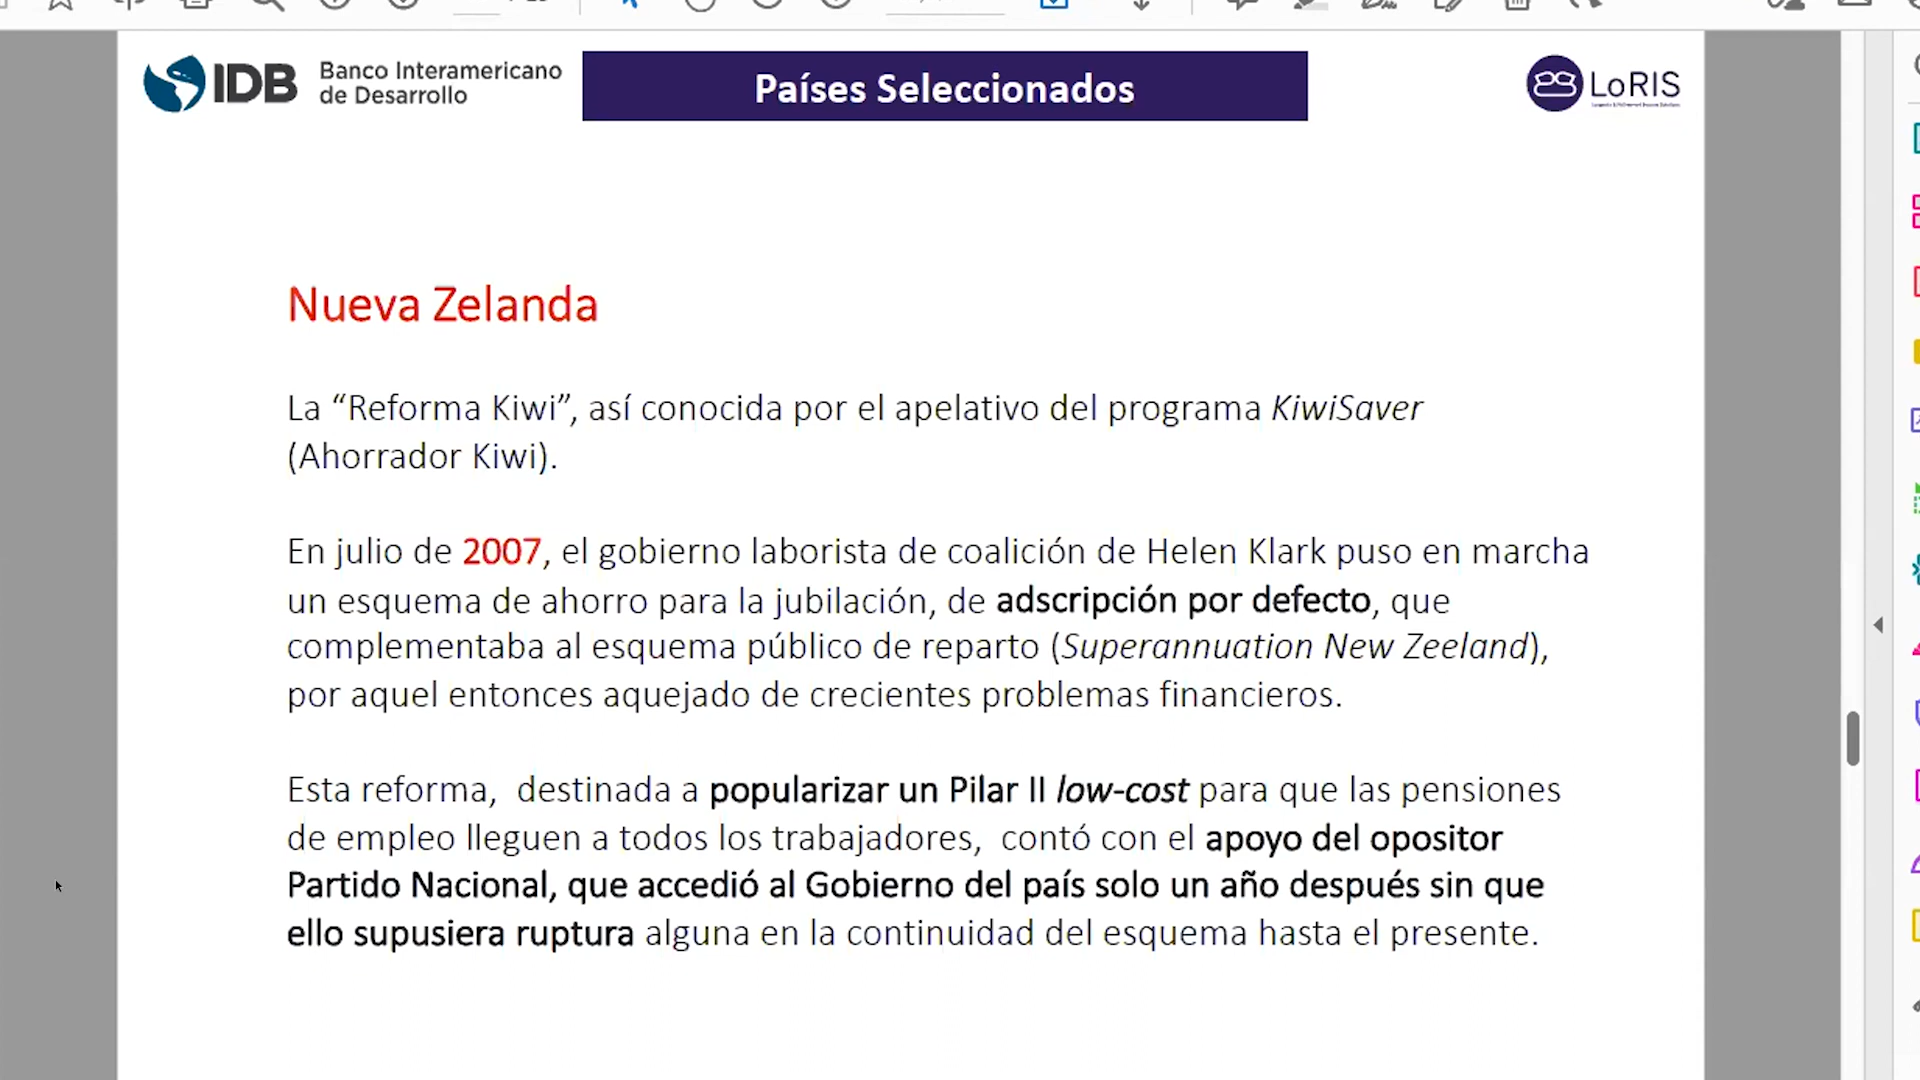 IDB
Banco Interamericano
de Desarrollo
Países Seleccionados
LoRIS
Nueva Zelanda
La “Reforma Kiwi”, así conocida por el apelativo del programa KiwiSaver
(Ahorrador Kiwi).
En julio de 2007, el gobierno laborista de coalición de Helen Klark puso en marcha
un esquema de ahorro para la jubilación, de adscripción por defecto, que
complementaba al esquema público de reparto (Superannuation New Zeeland),
por aquel entonces aquejado de crecientes problemas financieros.
Esta reforma, destinada a popularizar un Pilar II low-cost para que las pensiones
de empleo lleguen a todos los trabajadores, contó con el apoyo del opositor
Partido Nacional, que accedió al Gobierno del país solo un año después sin que
ello supusiera ruptura alguna en la continuidad del esquema hasta el presente.